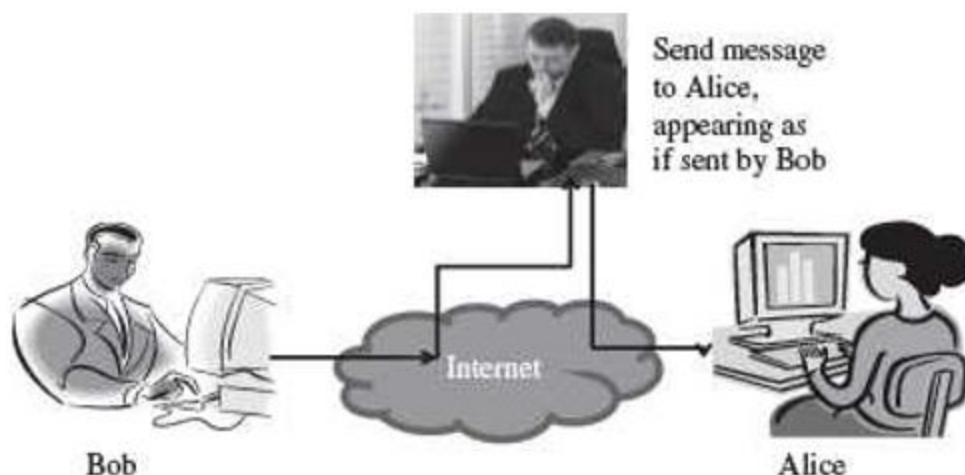 Send message
to Alice,
appearing as
if sent by Bob
Internet
Bob
Alice